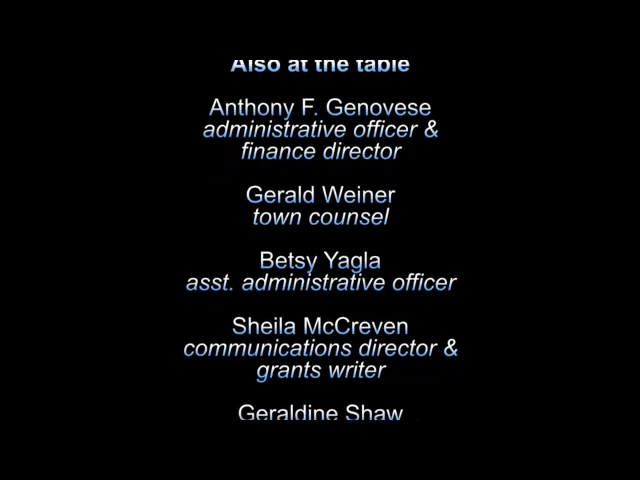 Also at the table
Anthony F. Genovese
administrative officer &
finance director
Gerald Weiner
town counsel
Betsy Yagla
asst. administrative officer
Sheila McCreven
communications director &
grants writer
Geraldine Shaw